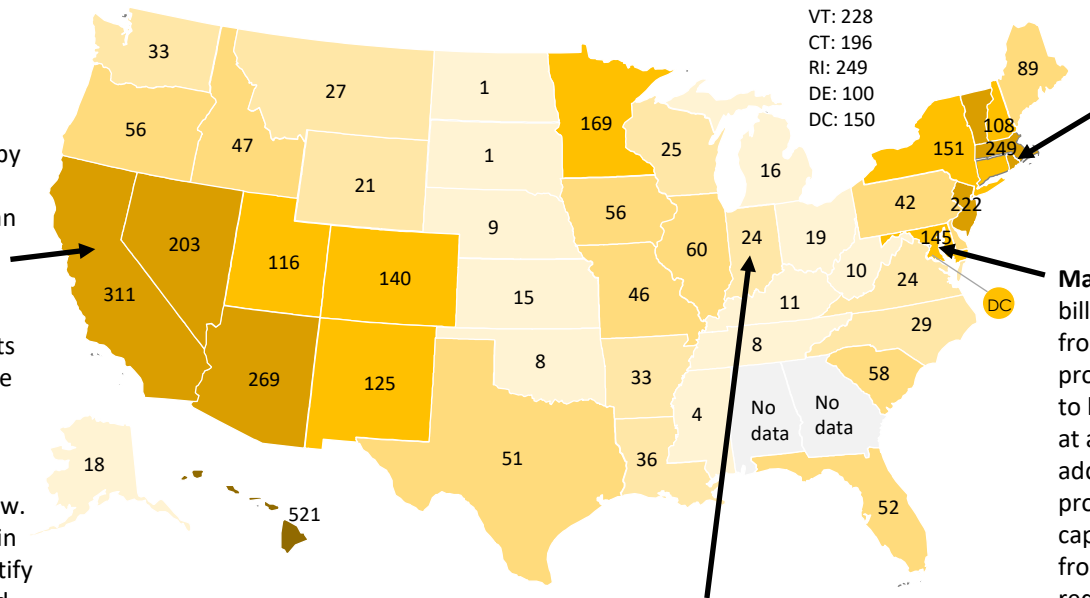 VT: 228
CT: 196
RI: 249
DE: 100
DC: 150
33
27
1
169
89
56
47
25
108
151
249
16
1
21
42
222
56
9
203
116
140
60
24
19
145
10
24
311
15
46
11
DC
29
8
269
125
8
33
58
4
No
data
No
data
51
36
18
52
521
by
an
ts
e
w.
in
tify
Ma
bill
fro
pro
to
at a
add
pro
cap
fro